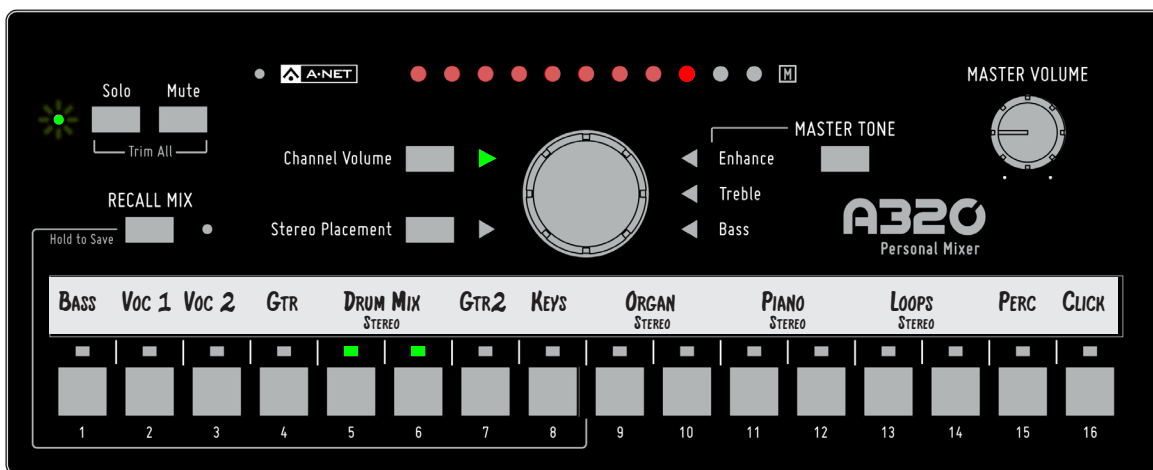 A·NET
M
MASTER VOLUME
Solo Mute
Trim All
MASTER TONE
Channel Volume
Enhance
Treble
RECALL MIX
Hold to Save
Stereo Placement
Bass
A320
Personal Mixer
BASS VOC 1 VOC 2 GTR DRUM MIX GTR2 KEYS ORGAN PIANO LOOPS PERC CLICK
STEREO STEREO STEREO STEREO
1 2 3 4 5 6 7 8 9 10 11 12 13 14 15 16